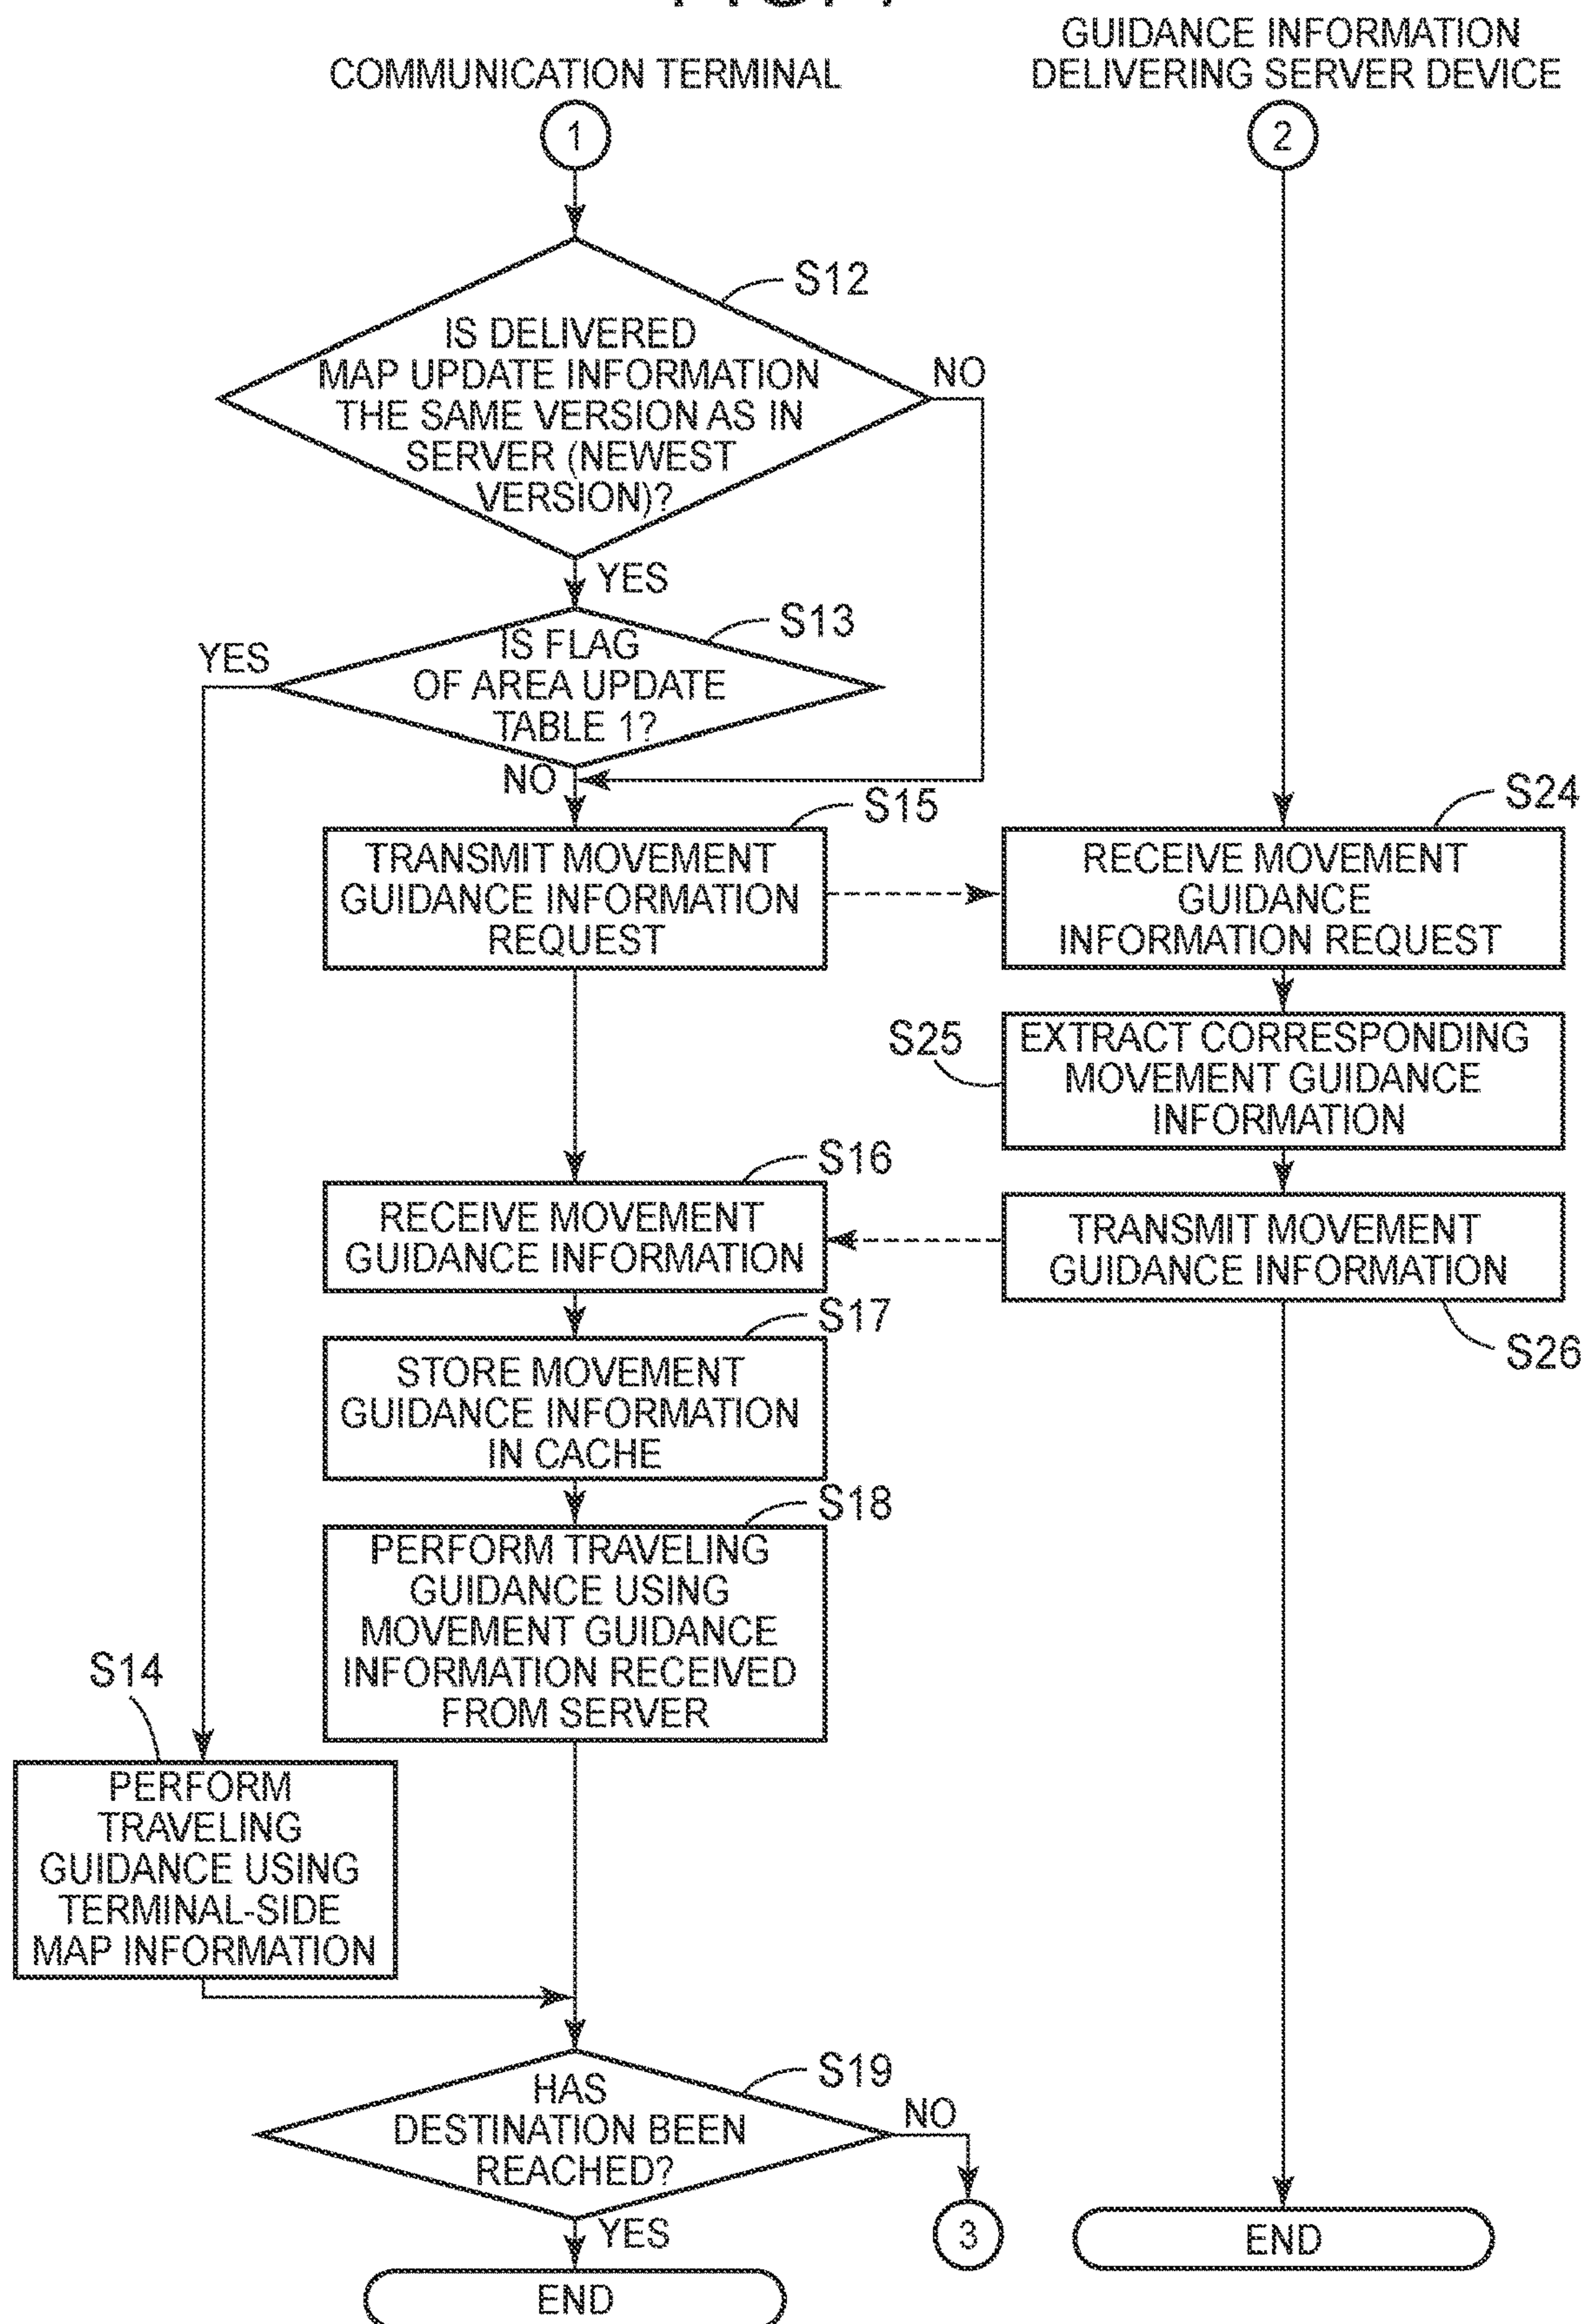 COMMUNICATION TERMINAL
GUIDANCE INFORMATION
DELIVERING SERVER DEVICE
1
2
S12
IS DELIVERED
MAP UPDATE INFORMATION
THE SAME VERSION AS IN
SERVER (NEWEST
VERSION)?
NO
YES
S13
IS FLAG
OF AREA UPDATE
TABLE 1?
YES
NO
S15
TRANSMIT MOVEMENT
GUIDANCE INFORMATION
REQUEST
S24
RECEIVE MOVEMENT
GUIDANCE
INFORMATION REQUEST
S25
EXTRACT CORRESPONDING
MOVEMENT GUIDANCE
INFORMATION
S16
RECEIVE MOVEMENT
GUIDANCE INFORMATION
TRANSMIT MOVEMENT
GUIDANCE INFORMATION
S26
S17
STORE MOVEMENT
GUIDANCE INFORMATION
IN CACHE
S18
PERFORM TRAVELING
GUIDANCE USING
MOVEMENT GUIDANCE
INFORMATION RECEIVED
FROM SERVER
S14
PERFORM
TRAVELING
GUIDANCE USING
TERMINAL-SIDE
MAP INFORMATION
S19
HAS
DESTINATION BEEN
REACHED?
NO
3
YES
END
END